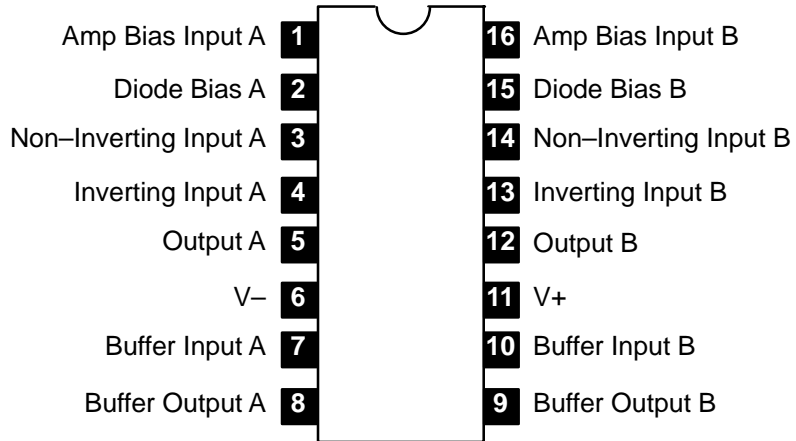 Amp Bias Input A 1 16 Amp Bias Input B
Diode Bias A 2 15 Diode Bias B
Non–Inverting Input A 3 14 Non–Inverting Input B
Inverting Input A 4 13 Inverting Input B
Output A 5 12 Output B
V– 6 11 V+
Buffer Input A 7 10 Buffer Input B
Buffer Output A 8 9 Buffer Output B